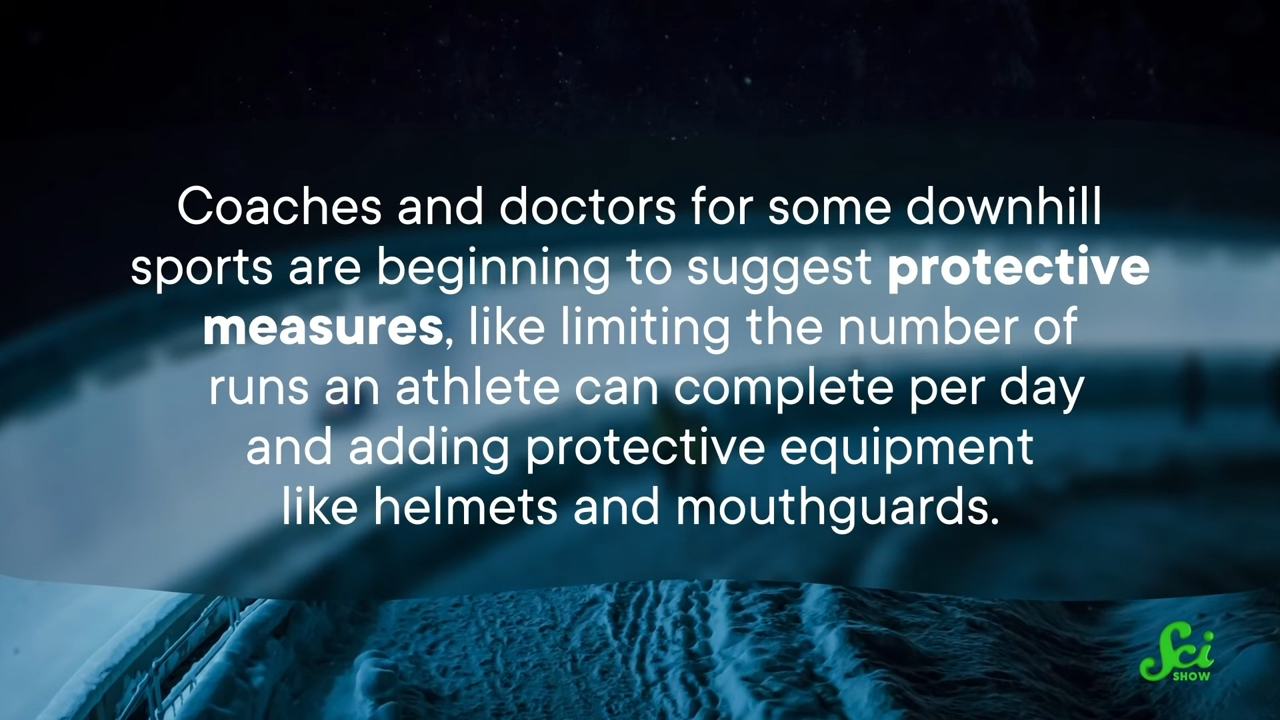 Coaches and doctors for some downhill
sports are beginning to suggest protective
measures, like limiting the number of
runs an athlete can complete per day
and adding protective equipment
like helmets and mouthguards.
Sci
SHOW